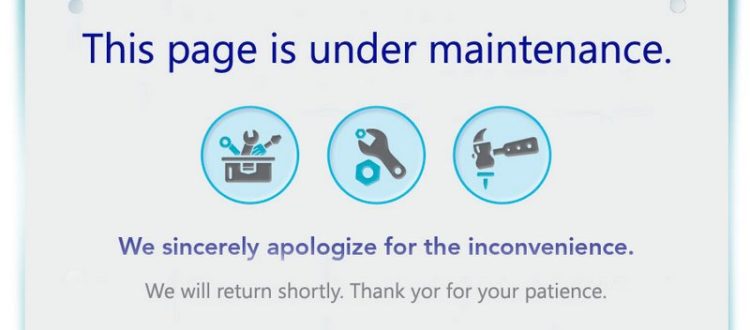 This page is under maintenance.
We sincerely apologize for the inconvenience.
We will return shortly. Thank yor for your patience.